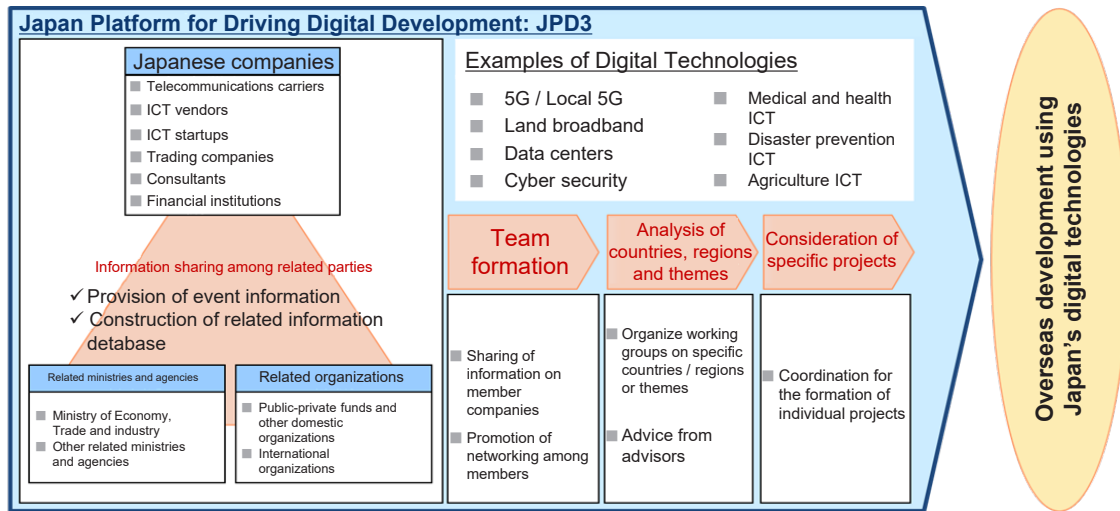 Japan Platform for Driving Digital Development: JPD3
Japanese companies
Telecommunications carriers
ICT vendors
ICT startups
Trading companies
Consultants
Financial institutions
Information sharing among related parties
✓ Provision of event information
✓ Construction of related information
detabase
Related ministries and agencies
Ministry of Economy,
Trade and industry
Other related ministries
and agencies
Related organizations
Public-private funds and
other domestic
organizations
International
organizations
Examples of Digital Technologies
5G / Local 5G
Land broadband
Data centers
Cyber security
Medical and health
ICT
Disaster prevention
ICT
Agriculture ICT
Team
formation
Sharing of
information on
member
companies
Promotion of
networking among
members
Analysis of
countries, regions
and themes
Organize working
groups on specific
countries / regions
or themes
Advice from
advisors
Consideration of
specific projects
Coordination for
the formation of
individual projects
Overseas development using
Japan's digital technologies